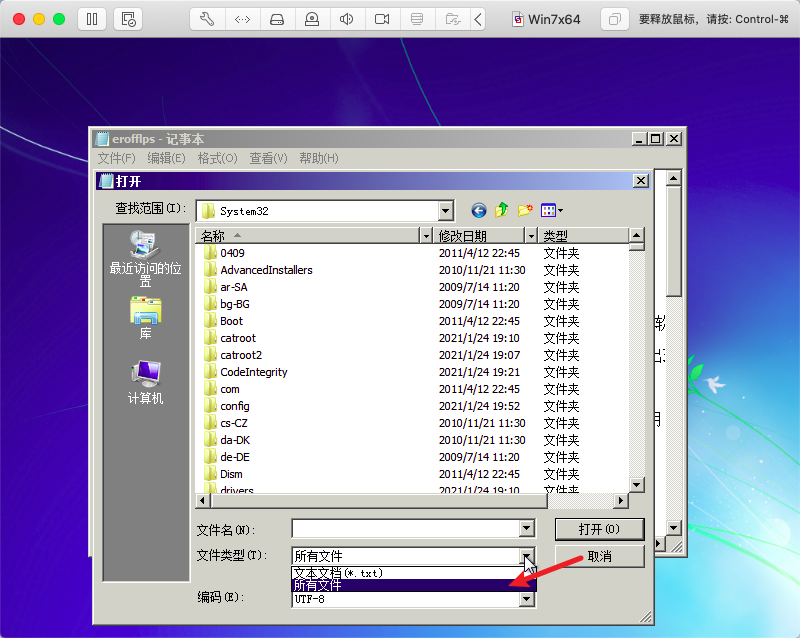 Win7x64
要释放鼠标，请按: Control-⌘
erofflps - 记事本
文件(F) 编辑(E) 格式(O) 查看(V) 帮助(H)
打开
查找范围(I): System32
名称 修改日期 类型
0409 2011/4/12 22:45 文件夹
AdvancedInstallers 2010/11/21 11:30 文件夹
ar-SA 2009/7/14 11:20 文件夹
bg-BG 2009/7/14 11:20 文件夹
Boot 2011/4/12 22:45 文件夹
catroot 2021/1/24 19:10 文件夹
catroot2 2021/1/24 19:07 文件夹
CodeIntegrity 2021/1/24 19:21 文件夹
com 2011/4/12 22:45 文件夹
config 2021/1/24 19:52 文件夹
cs-CZ 2010/11/21 11:30 文件夹
da-DK 2010/11/21 11:30 文件夹
de-DE 2009/7/14 11:20 文件夹
Dism 2011/4/12 22:45 文件夹
drivers 2021/1/24 19:10 文件夹
最近访问的位
置
库
计算机
文件名(N): 打开(O)
文件类型(T): 所有文件 取消
文本文档(*.txt)
所有文件
编码(E): UTF-8